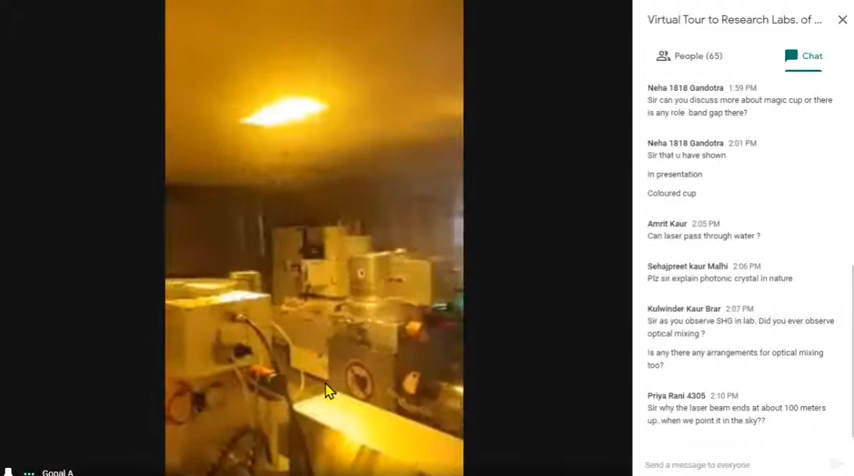 Virtual Tour to Research Labs. of ...
People (65)
Chat
Neha 1818 Gandotra 1:59 PM
Sir can you discuss more about magic cup or there
is any role band gap there?
Neha 1818 Gandotra 2:01 PM
Sir that u have shown
In presentation
Coloured cup
Amrit Kaur 2:05 PM
Can laser pass through water ?
Sehajpreet kaur Malhi 2:06 PM
Plz sir explain photonic crystal in nature
Kulwinder Kaur Brar 2:07 PM
Sir as you observe SHG in lab. Did you ever observe
optical mixing ?
Is any there any arrangements for optical mixing
too?
Priya Rani 4305 2:10 PM
Sir why the laser beam ends at about 100 meters
up..when we point it in the sky??
Send a message to everyone
Gopal A